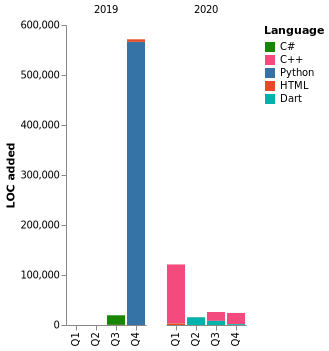 2019 2020
Language
C#
C++
Python
HTML
Dart
600,000
500,000
400,000
300,000
200,000
100,000
0
LOC added
Q1 Q2 Q3 Q4 Q1 Q2 Q3 Q4